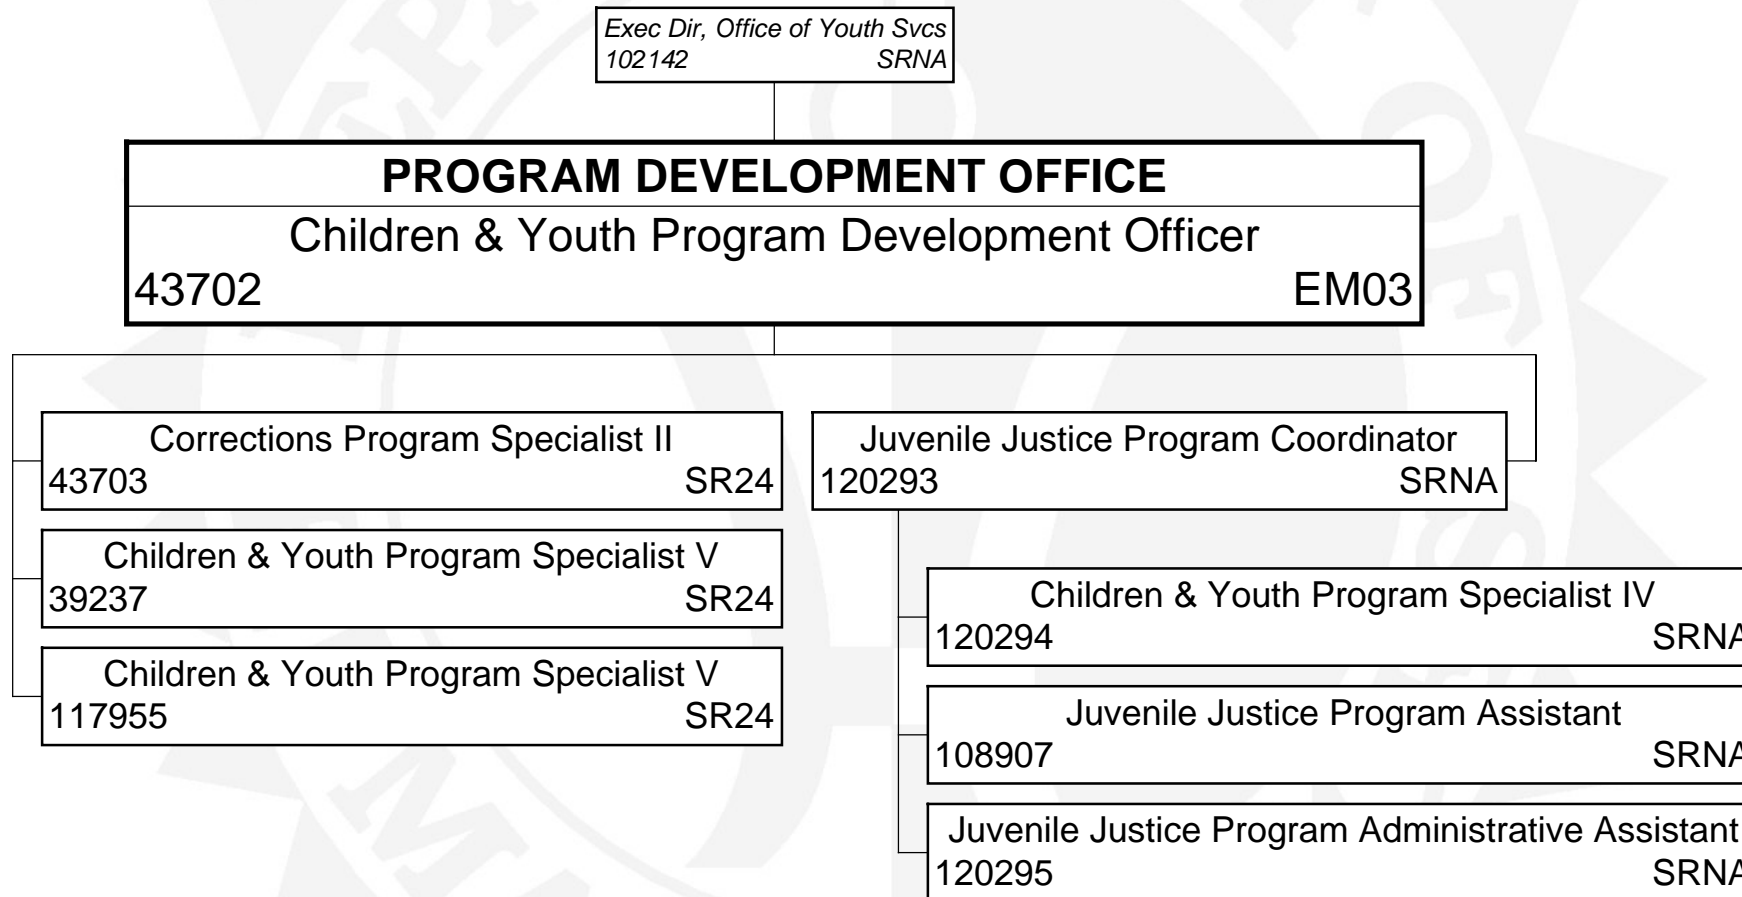 Exec Dir, Office of Youth Svcs
102142 SRNA
PROGRAM DEVELOPMENT OFFICE
Children & Youth Program Development Officer
43702 EM03
Corrections Program Specialist II
43703 SR24
Children & Youth Program Specialist V
39237 SR24
Children & Youth Program Specialist V
117955 SR24
Juvenile Justice Program Coordinator
120293 SRNA
Children & Youth Program Specialist IV
120294 SRNA
Juvenile Justice Program Assistant
108907 SRNA
Juvenile Justice Program Administrative Assistant
120295 SRNA